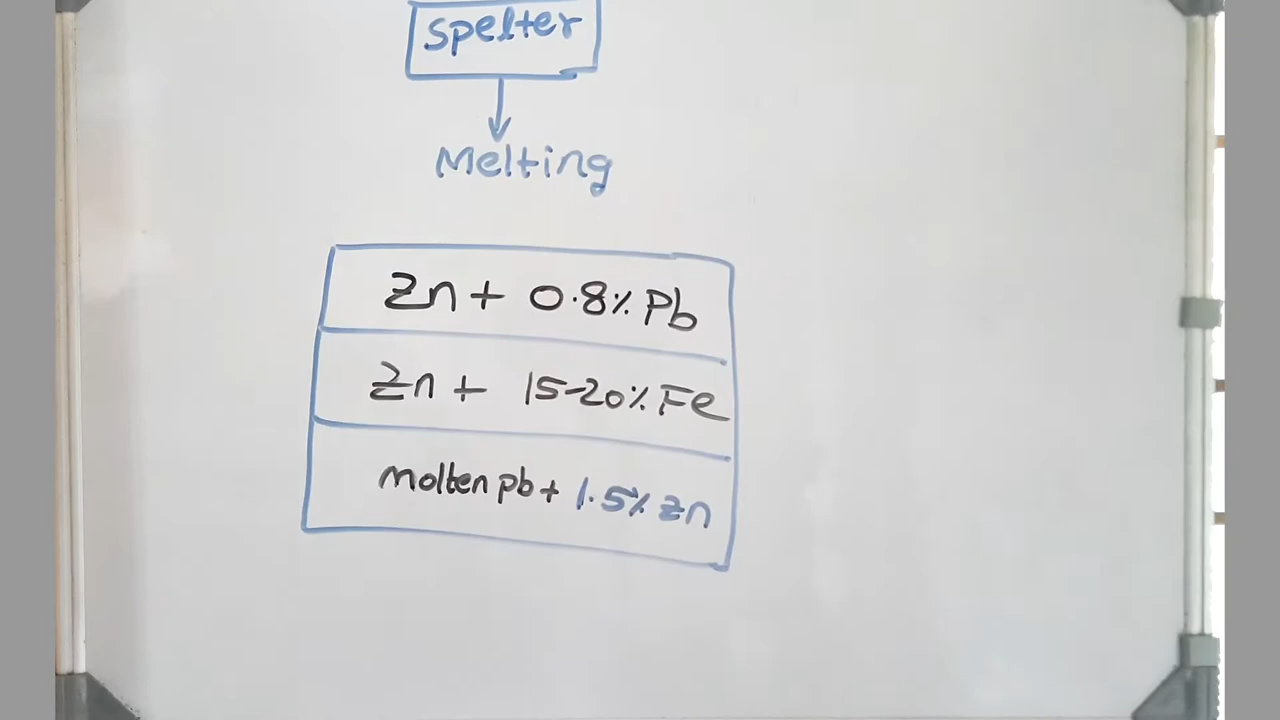 Spelter
Melting
Zn + 0.8% Pb
Zn + 15-20% Fe
Molten pb + 1.5% zn